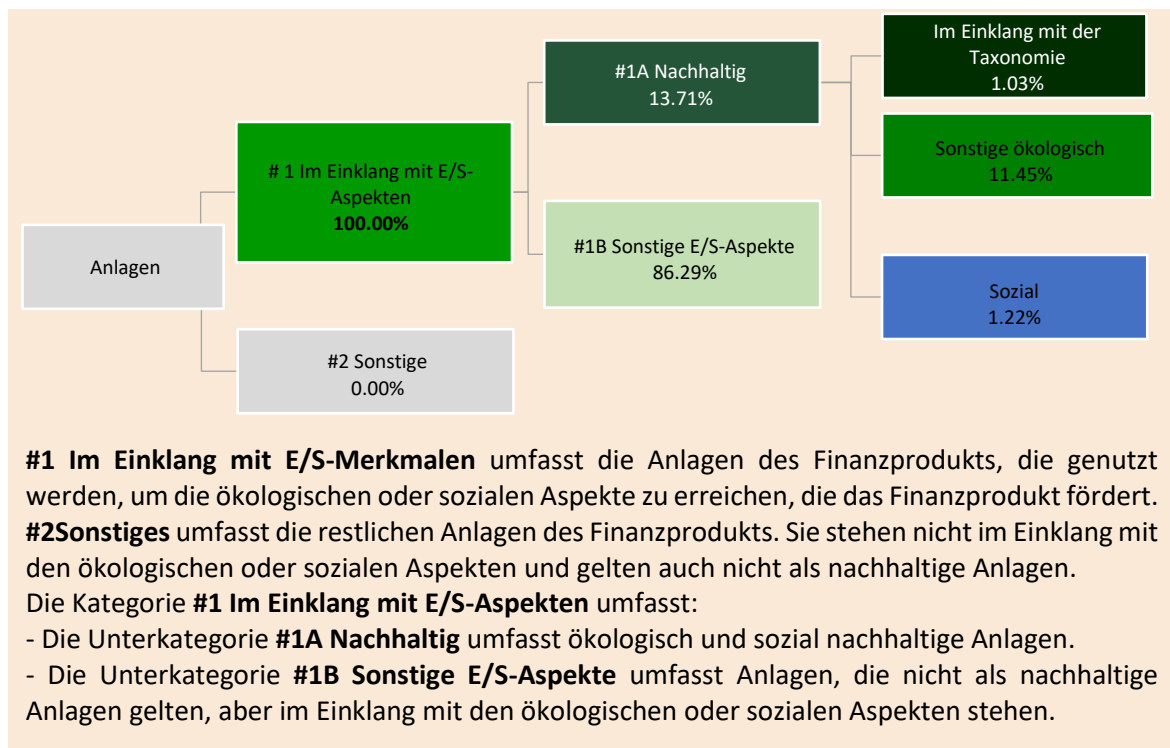 Anlagen
# 1 Im Einklang mit E/S-
Aspekten
100.00%
#2 Sonstige
0.00%
#1A Nachhaltig
13.71%
#1B Sonstige E/S-Aspekte
86.29%
Im Einklang mit der
Taxonomie
1.03%
Sonstige ökologisch
11.45%
Sozial
1.22%
#1 Im Einklang mit E/S-Merkmalen umfasst die Anlagen des Finanzprodukts, die genutzt
werden, um die ökologischen oder sozialen Aspekte zu erreichen, die das Finanzprodukt fördert.
#2Sonstiges umfasst die restlichen Anlagen des Finanzprodukts. Sie stehen nicht im Einklang mit
den ökologischen oder sozialen Aspekten und gelten auch nicht als nachhaltige Anlagen.
Die Kategorie #1 Im Einklang mit E/S-Aspekten umfasst:
- Die Unterkategorie #1A Nachhaltig umfasst ökologisch und sozial nachhaltige Anlagen.
- Die Unterkategorie #1B Sonstige E/S-Aspekte umfasst Anlagen, die nicht als nachhaltige
Anlagen gelten, aber im Einklang mit den ökologischen oder sozialen Aspekten stehen.